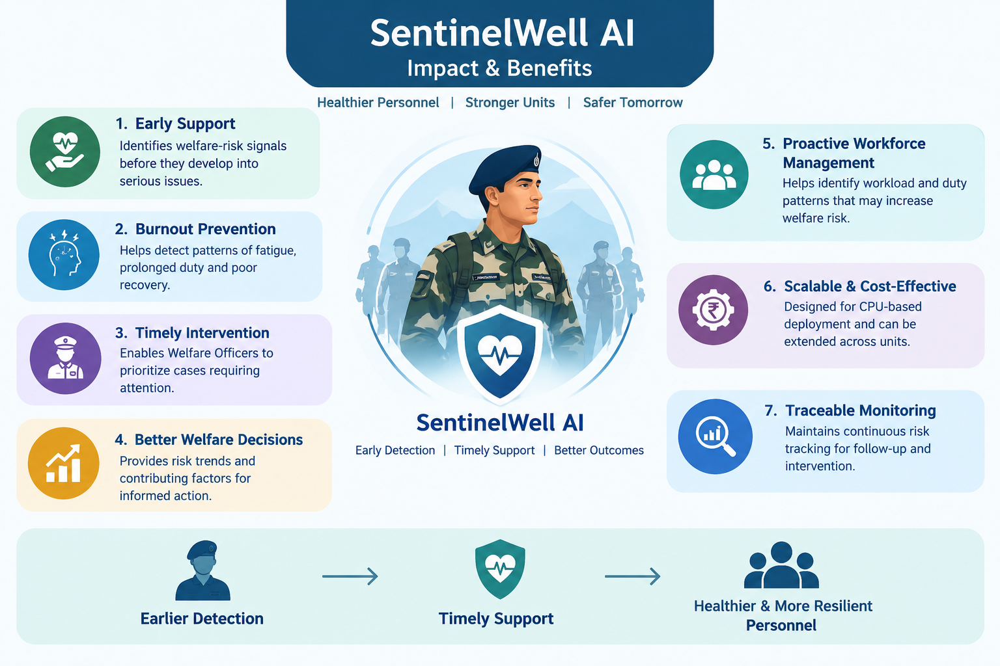 SentinelWell AI
Impact & Benefits
Healthier Personnel | Stronger Units | Safer Tomorrow
1. Early Support
Identifies welfare-risk signals
before they develop into
serious issues.
2. Burnout Prevention
Helps detect patterns of fatigue,
prolonged duty and poor
recovery.
3. Timely Intervention
Enables Welfare Officers to
prioritize cases requiring
attention.
4. Better Welfare Decisions
Provides risk trends and
contributing factors for
informed action.
SentinelWell AI
Early Detection | Timely Support | Better Outcomes
5. Proactive Workforce
Management
Helps identify workload and duty
patterns that may increase
welfare risk.
6. Scalable & Cost-Effective
₹
Designed for CPU-based
deployment and can be
extended across units.
7. Traceable Monitoring
Maintains continuous risk
tracking for follow-up and
intervention.
Earlier Detection
Timely Support
Healthier & More Resilient
Personnel